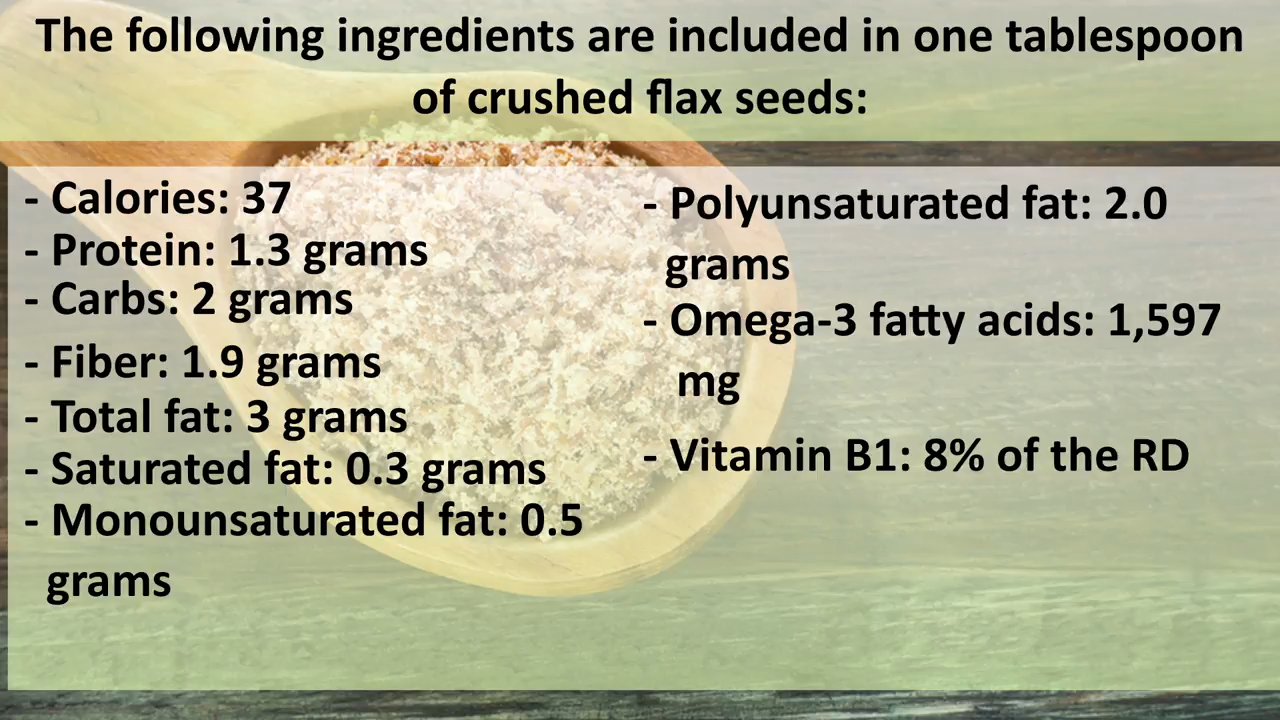 The following ingredients are included in one tablespoon
of crushed flax seeds:
- Calories: 37
- Protein: 1.3 grams
- Carbs: 2 grams
- Fiber: 1.9 grams
- Total fat: 3 grams
- Saturated fat: 0.3 grams
- Monounsaturated fat: 0.5
grams
- Polyunsaturated fat: 2.0
grams
- Omega-3 fatty acids: 1,597
mg
- Vitamin B1: 8% of the RD